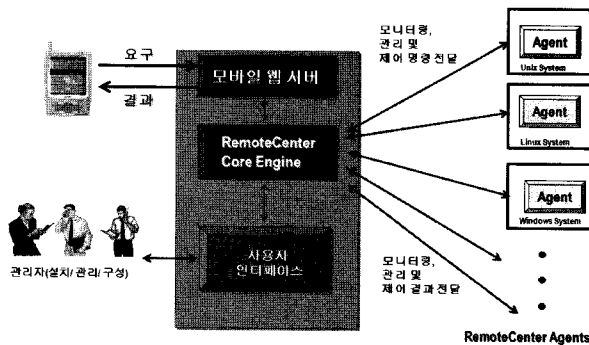 요구
결과
모바일 웹 서버
RemoteCenter
Core Engine
사용자
인터페이스
관리자(설치/관리/구성)
모니터링,
관리 및
제어 명령 전달
모니터링,
관리 및
제어 결과 전달
Agent
Unix System
Agent
Linux System
Agent
Windows System
RemoteCenter Agents